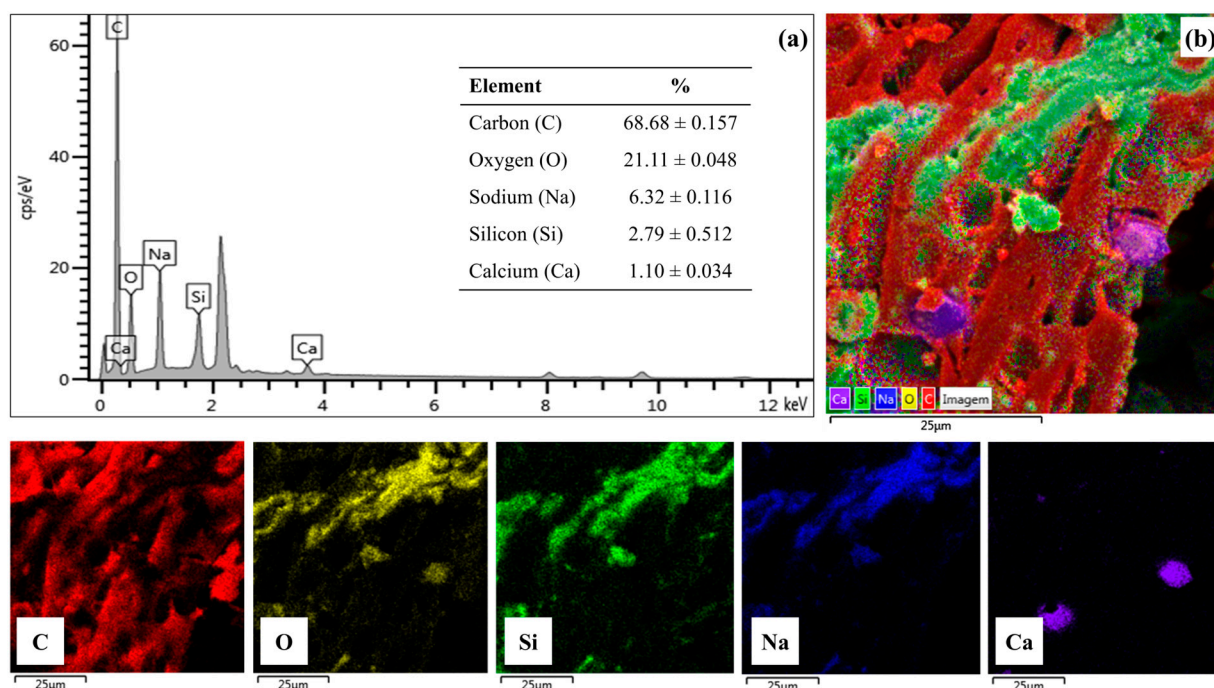 (a)
C
60
40
20
0
cps/eV
Ca
O
Na
Si
Ca
0 2 4 6 8 10 12 keV
Element %
Carbon (C) 68.68 ± 0.157
Oxygen (O) 21.11 ± 0.048
Sodium (Na) 6.32 ± 0.116
Silicon (Si) 2.79 ± 0.512
Calcium (Ca) 1.10 ± 0.034
(b)
Ca Si Na O C Imagem
25μm
C
25μm
O
25μm
Si
25μm
Na
25μm
Ca
25μm